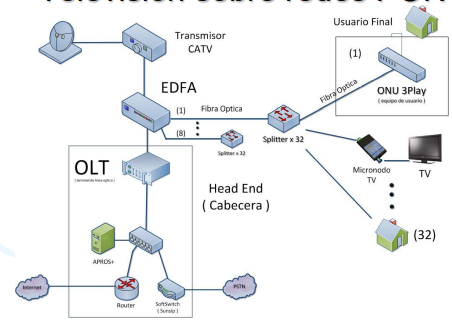 Televisión sobre redes PON
Usuario Final
Transmisor
CATV
(1)
EDFA
ONU 3Play
( equipo de usuario )
(1)
Fibra Optica
Fibra Optica
(8)
Splitter x 32
Splitter x 32
OLT
( terminal de linea optica )
Head End
( Cabecera )
Micronodo
TV
TV
(32)
APROS+
Internet
Router
SoftSwitch
( Sunsip )
PSTN